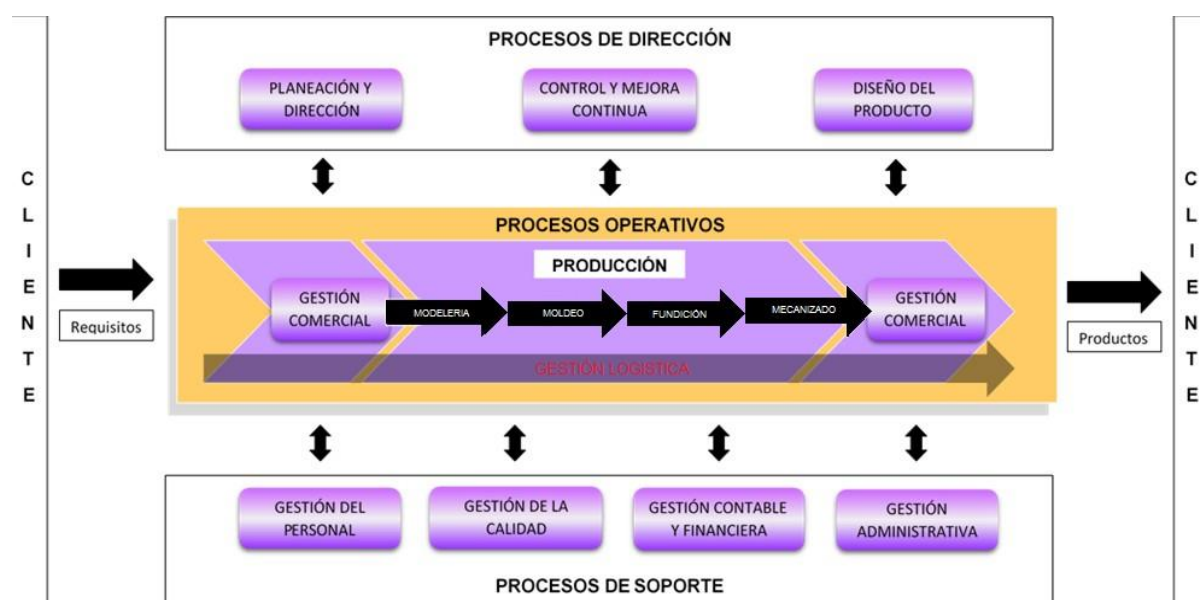 PROCESOS DE DIRECCIÓN
PLANEACIÓN Y
DIRECCIÓN
CONTROL Y MEJORA
CONTINUA
DISEÑO DEL
PRODUCTO
C
L
I
E
N
T
E
Requisitos
PROCESOS OPERATIVOS
PRODUCCIÓN
GESTIÓN
COMERCIAL
MODELERIA
MOLDEO
FUNDICIÓN
MECANIZADO
GESTIÓN
COMERCIAL
GESTIÓN LOGISTICA
Productos
C
L
I
E
N
T
E
GESTIÓN DEL
PERSONAL
GESTIÓN DE LA
CALIDAD
GESTIÓN CONTABLE
Y FINANCIERA
GESTIÓN
ADMINISTRATIVA
PROCESOS DE SOPORTE